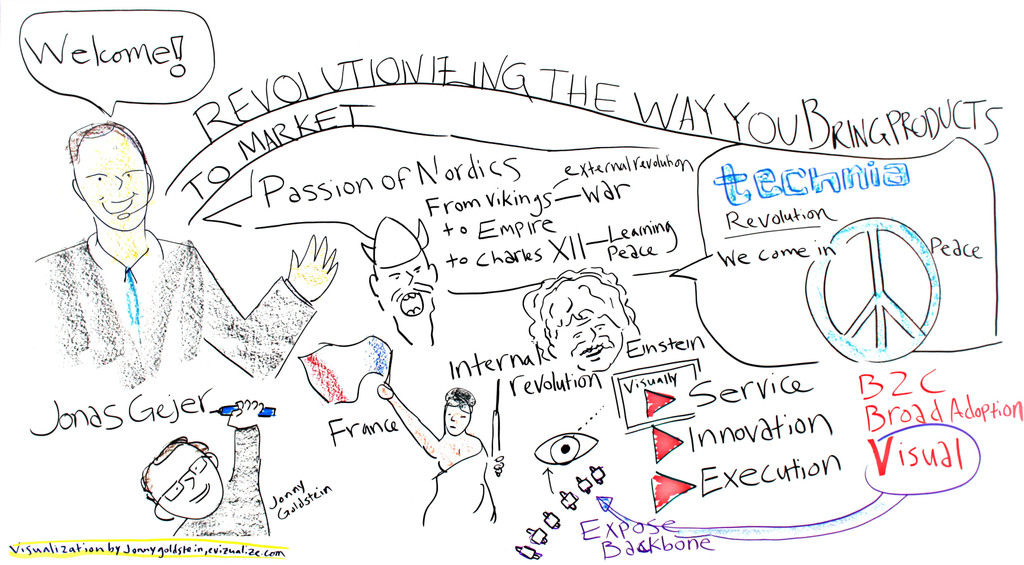 Welcome!
REVOLUTIONIZING THE WAY YOU BRING PRODUCTS
TO MARKET
Passion of Nordics
external revolution
From Vikings — War
to Empire
to Charles XII — Learning
Peace
technia
Revolution
We come in
Peace
Jonas Gejer
France
Internal
revolution
Einstein
Visually
Service
Innovation
Execution
B2C
Broad Adoption
Visual
Expose
Backbone
Jonny
Goldstein
Visualization by Jonnygoldstein, evizualize.com